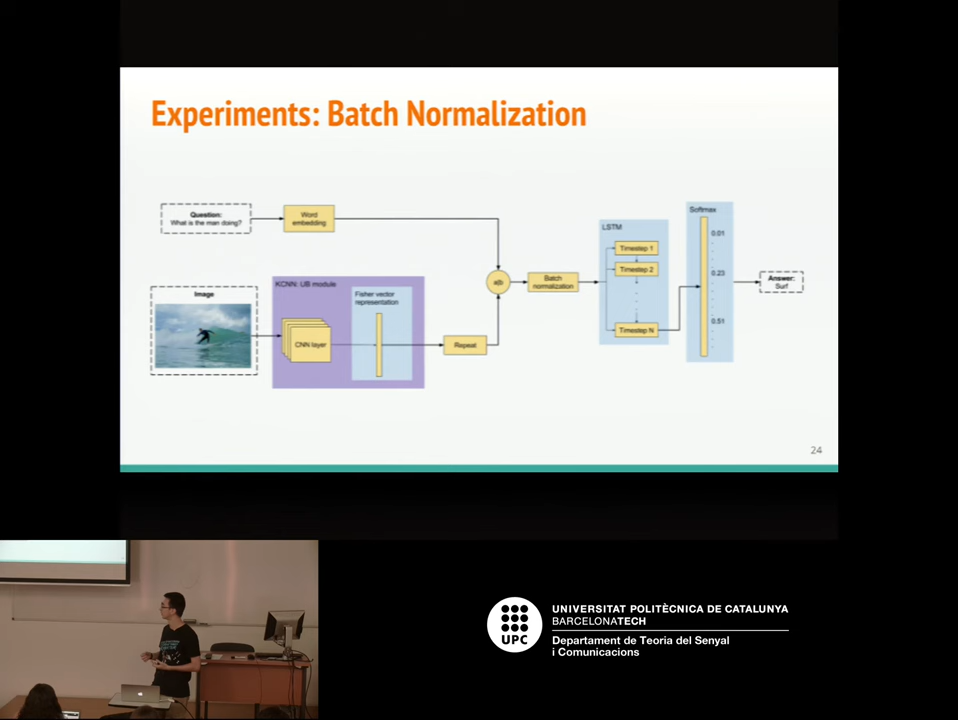 Experiments: Batch Normalization
Question:
What is the man doing?
Word
embedding
Image
KCNN: UB module
CNN layer
Fisher vector
representation
Repeat
Batch
normalization
LSTM
Timestep 1
Timestep 2
Timestep N
Softmax
0.01
0.23
0.51
Answer:
Surf
24
UPC
UNIVERSITAT POLITÈCNICA DE CATALUNYA
BARCELONATECH
Departament de Teoria del Senyal
i Comunicacions